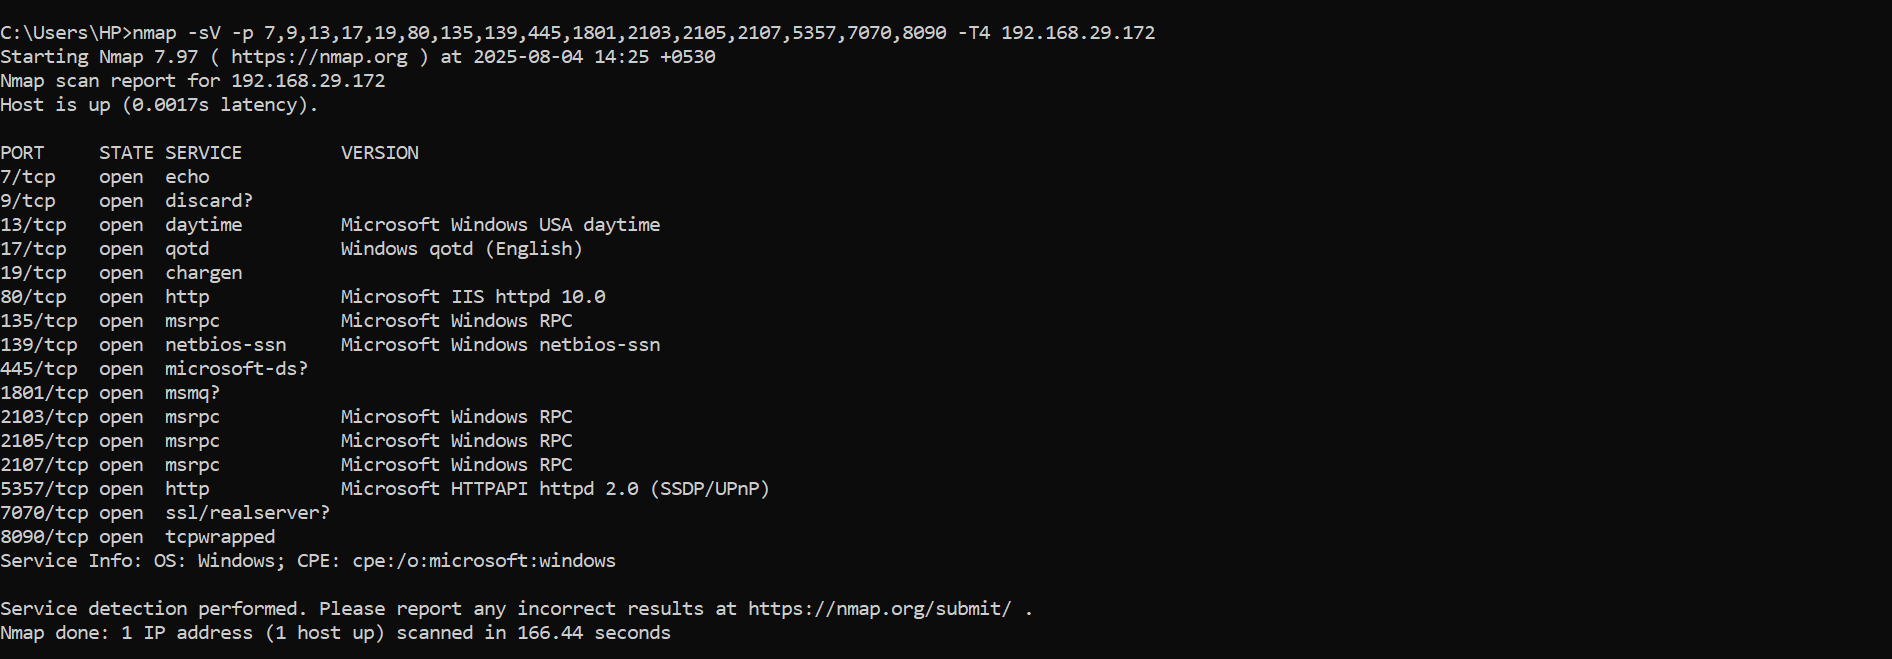 C:\Users\HP>nmap -sV -p 7,9,13,17,19,80,135,139,445,1801,2103,2105,2107,5357,7070,8090 -T4 192.168.29.172
Starting Nmap 7.97 ( https://nmap.org ) at 2025-08-04 14:25 +0530
Nmap scan report for 192.168.29.172
Host is up (0.0017s latency).

PORT     STATE SERVICE         VERSION
7/tcp    open  echo
9/tcp    open  discard?
13/tcp   open  daytime         Microsoft Windows USA daytime
17/tcp   open  qotd            Windows qotd (English)
19/tcp   open  chargen
80/tcp   open  http            Microsoft IIS httpd 10.0
135/tcp  open  msrpc           Microsoft Windows RPC
139/tcp  open  netbios-ssn     Microsoft Windows netbios-ssn
445/tcp  open  microsoft-ds?
1801/tcp open  msmq?
2103/tcp open  msrpc           Microsoft Windows RPC
2105/tcp open  msrpc           Microsoft Windows RPC
2107/tcp open  msrpc           Microsoft Windows RPC
5357/tcp open  http            Microsoft HTTPAPI httpd 2.0 (SSDP/UPnP)
7070/tcp open  ssl/realserver?
8090/tcp open  tcpwrapped
Service Info: OS: Windows; CPE: cpe:/o:microsoft:windows

Service detection performed. Please report any incorrect results at https://nmap.org/submit/ .
Nmap done: 1 IP address (1 host up) scanned in 166.44 seconds